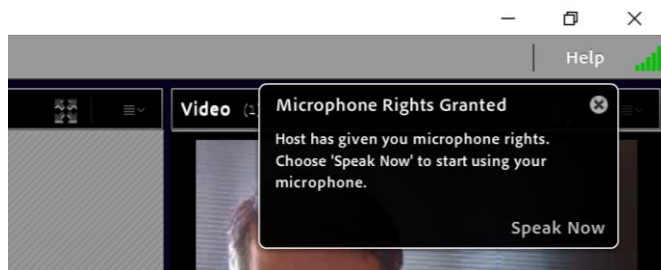 Help
Video (1)
Microphone Rights Granted
Host has given you microphone rights.
Choose 'Speak Now' to start using your
microphone.
Speak Now